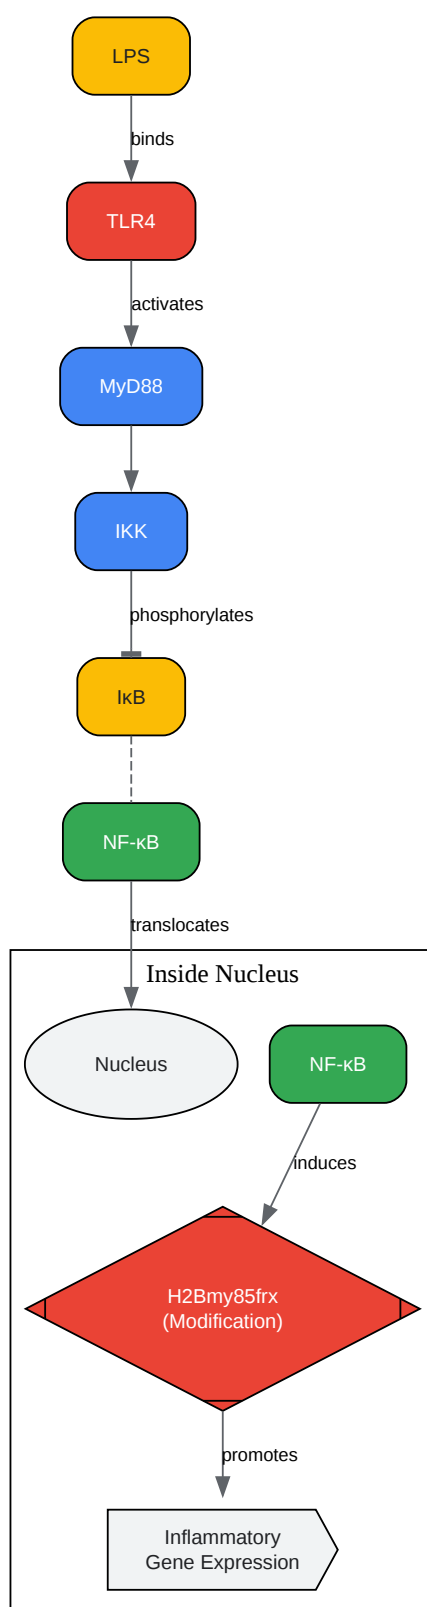 LPS
binds
TLR4
activates
MyD88
IKK
phosphorylates
IκB
NF-κB
translocates
Inside Nucleus
Nucleus
NF-κB
induces
H2Bmy85frx
(Modification)
promotes
Inflammatory
Gene Expression